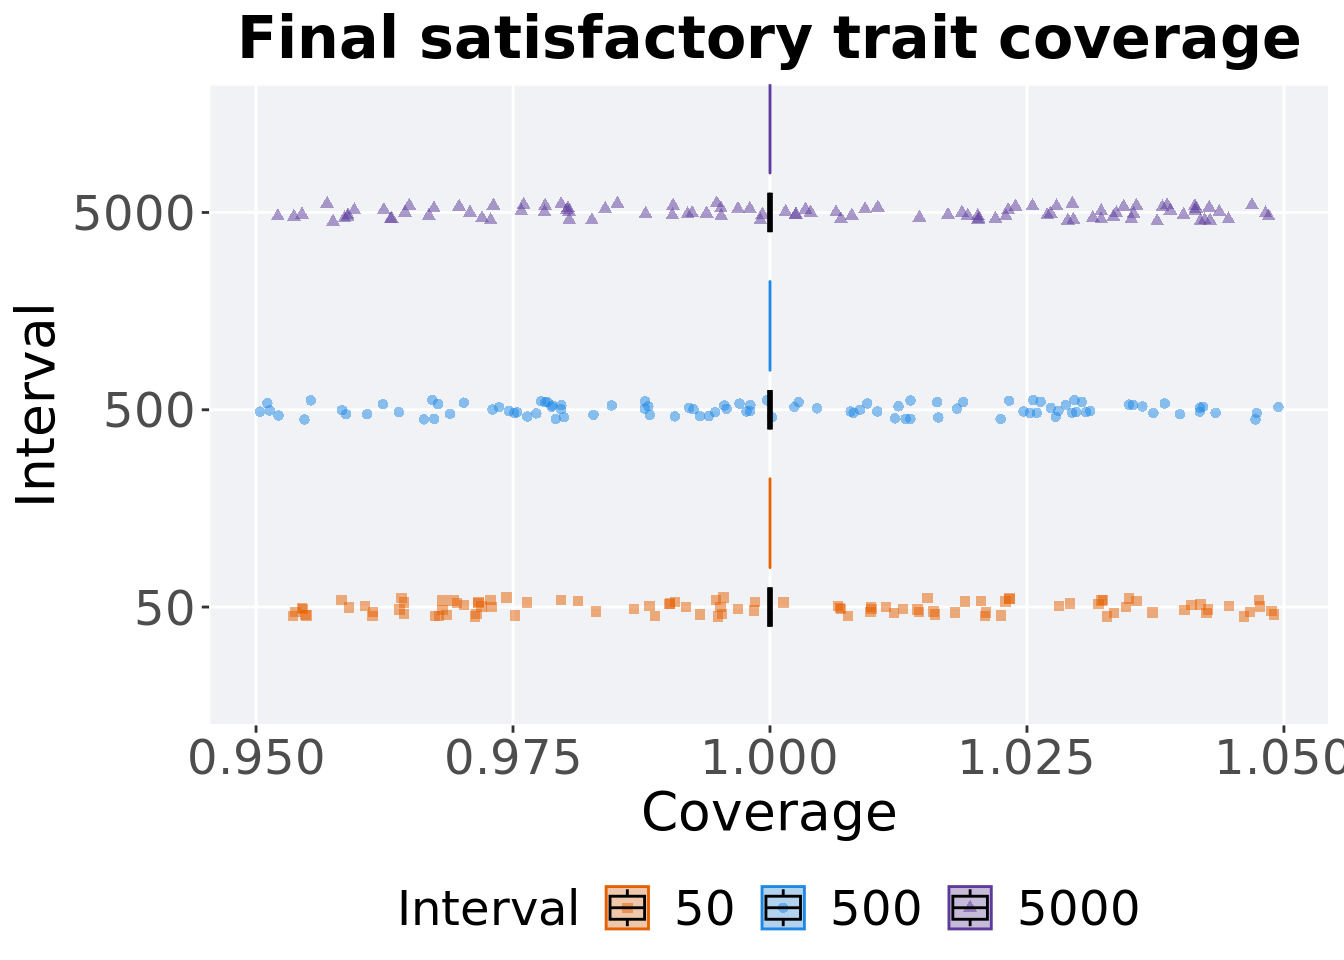 Final satisfactory trait coverage
Interval
5000
500
50
0.950 0.975 1.000 1.025 1.050
Coverage
Interval 50 500 5000